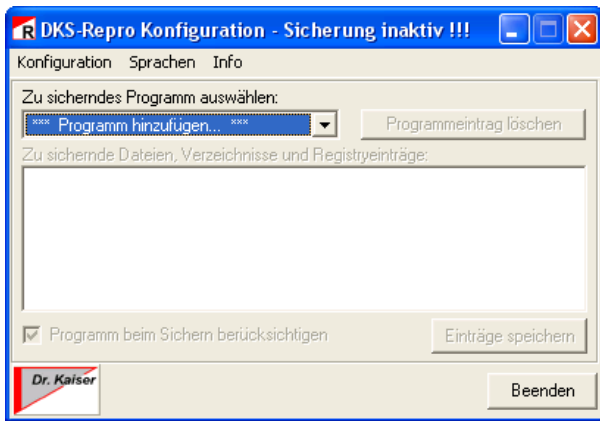 R DKS-Repro Konfiguration - Sicherung inaktiv !!!
Konfiguration Sprachen Info
Zu sicherndes Programm auswählen:
*** Programm hinzufügen... ***
Programmeintrag löschen
Zu sichernde Dateien, Verzeichnisse und Registryeinträge:
Programm beim Sichern berücksichtigen
Einträge speichern
Dr. Kaiser
Beenden